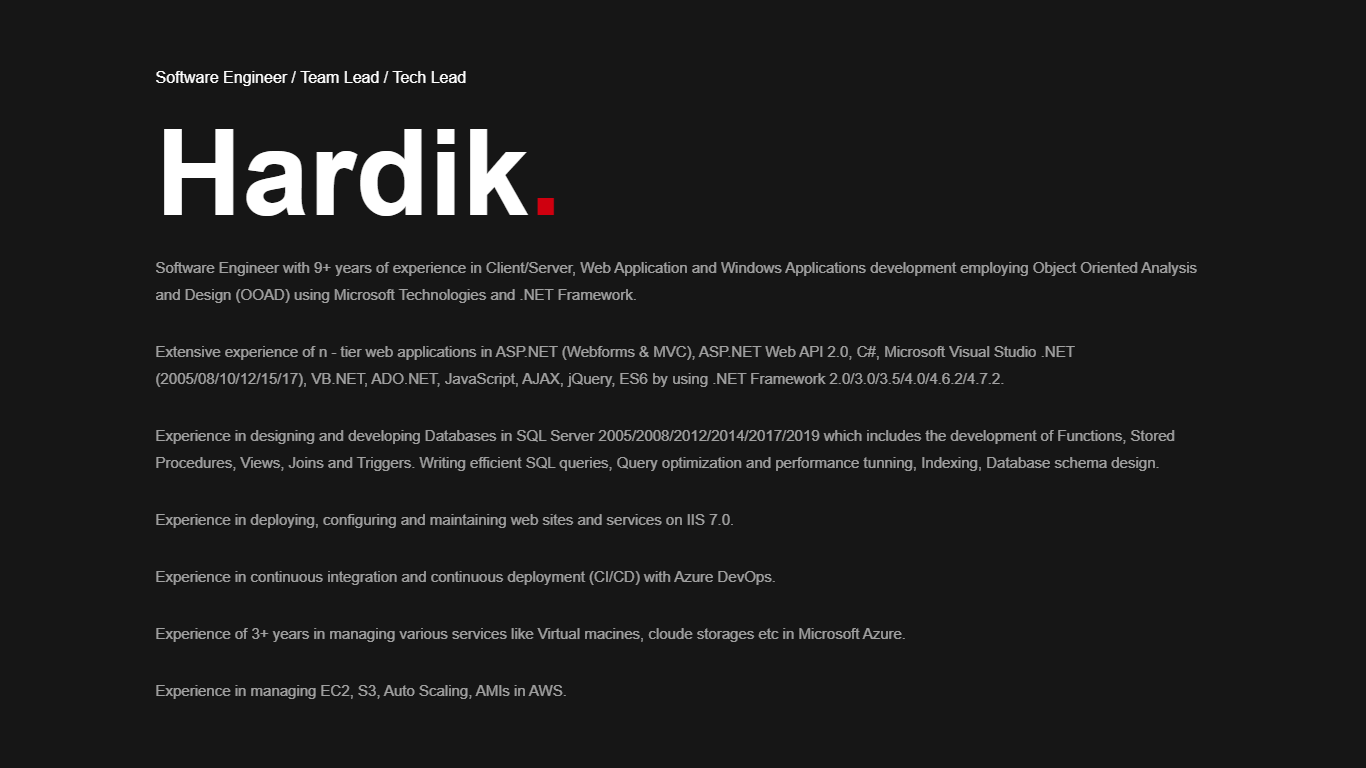 Software Engineer / Team Lead / Tech Lead
Hardik.
Software Engineer with 9+ years of experience in Client/Server, Web Application and Windows Applications development employing Object Oriented Analysis
and Design (OOAD) using Microsoft Technologies and .NET Framework.
Extensive experience of n - tier web applications in ASP.NET (Webforms & MVC), ASP.NET Web API 2.0, C#, Microsoft Visual Studio .NET
(2005/08/10/12/15/17), VB.NET, ADO.NET, JavaScript, AJAX, jQuery, ES6 by using .NET Framework 2.0/3.0/3.5/4.0/4.6.2/4.7.2.
Experience in designing and developing Databases in SQL Server 2005/2008/2012/2014/2017/2019 which includes the development of Functions, Stored
Procedures, Views, Joins and Triggers. Writing efficient SQL queries, Query optimization and performance tunning, Indexing, Database schema design.
Experience in deploying, configuring and maintaining web sites and services on IIS 7.0.
Experience in continuous integration and continuous deployment (CI/CD) with Azure DevOps.
Experience of 3+ years in managing various services like Virtual macines, cloude storages etc in Microsoft Azure.
Experience in managing EC2, S3, Auto Scaling, AMIs in AWS.